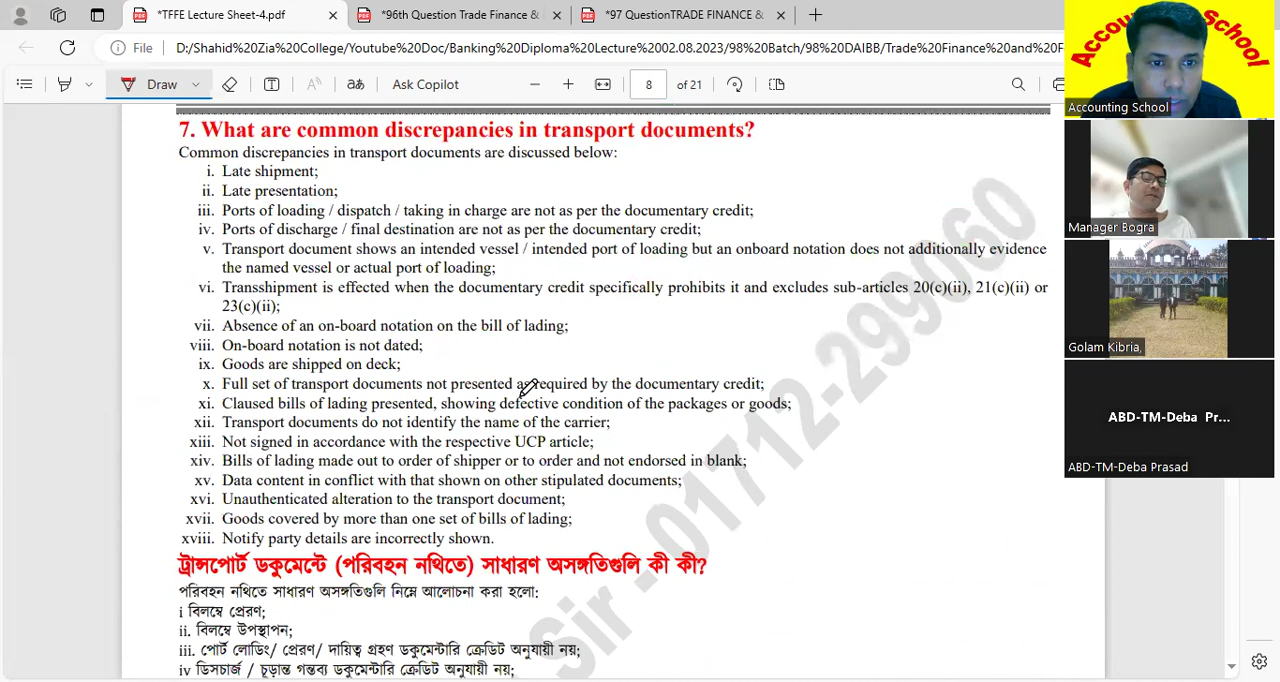 *TFFE Lecture Sheet-4.pdf
*96th Question Trade Finance &
*97 QuestionTRADE FINANCE &
File
D:/Shahid%20Zia%20College/Youtube%20Doc/Banking%20Diploma%20Lecture%2002.08.2023/98%20Batch/98%20DAIBB/Trade%20Finance%20and%20F
Draw
aあ
Ask Copilot
8 of 21
7. What are common discrepancies in transport documents?
Common discrepancies in transport documents are discussed below:
i. Late shipment;
ii. Late presentation;
iii. Ports of loading / dispatch / taking in charge are not as per the documentary credit;
iv. Ports of discharge / final destination are not as per the documentary credit;
v. Transport document shows an intended vessel / intended port of loading but an onboard notation does not additionally evidence
the named vessel or actual port of loading;
vi. Transshipment is effected when the documentary credit specifically prohibits it and excludes sub-articles 20(c)(ii), 21(c)(ii) or
23(c)(ii);
vii. Absence of an on-board notation on the bill of lading;
viii. On-board notation is not dated;
ix. Goods are shipped on deck;
x. Full set of transport documents not presented as required by the documentary credit;
xi. Claused bills of lading presented, showing defective condition of the packages or goods;
xii. Transport documents do not identify the name of the carrier;
xiii. Not signed in accordance with the respective UCP article;
xiv. Bills of lading made out to order of shipper or to order and not endorsed in blank;
xv. Data content in conflict with that shown on other stipulated documents;
xvi. Unauthenticated alteration to the transport document;
xvii. Goods covered by more than one set of bills of lading;
xviii. Notify party details are incorrectly shown.
ট্রান্সপোর্ট ডকুমেন্টে (পরিবহন নথিতে) সাধারণ অসঙ্গতিগুলি কী কী?
পরিবহন নথিতে সাধারণ অসঙ্গতিগুলি নিম্নে আলোচনা করা হলো:
i বিলম্বে প্রেরণ;
ii. বিলম্বে উপস্থাপন;
iii. পোর্ট লোডিং/ প্রেরণ/ দায়িত্ব গ্রহণ ডকুমেন্টারি ক্রেডিট অনুযায়ী নয়;
iv ডিসচার্জ / চূড়ান্ত গন্তব্য ডকুমেন্টারি ক্রেডিট অনুযায়ী নয়;
Sir -01712-299060
Accounting School
Accounting School
Manager Bogra
Golam Kibria,
ABD-TM-Deba Pr...
ABD-TM-Deba Prasad